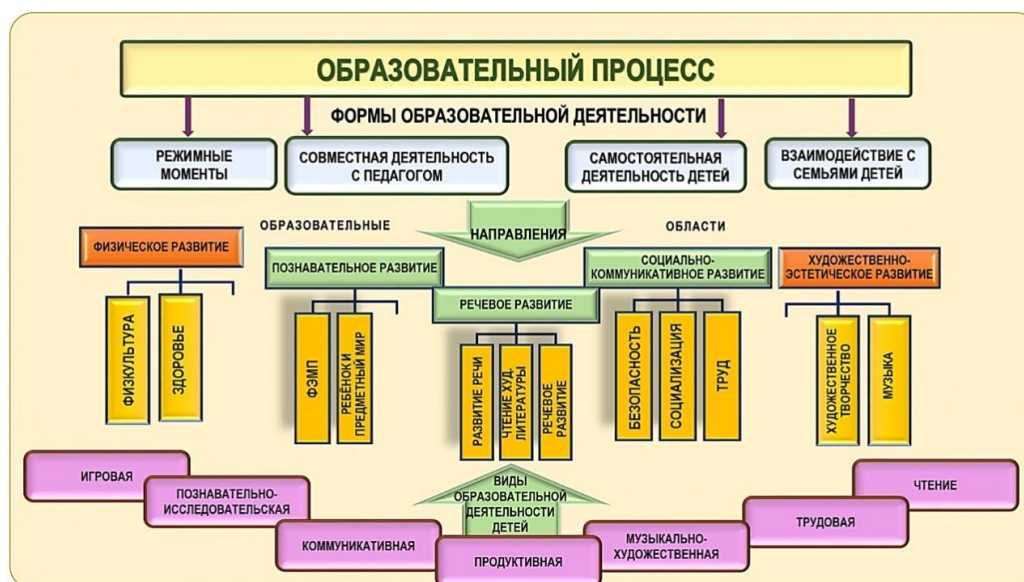 ОБРАЗОВАТЕЛЬНЫЙ ПРОЦЕСС
ФОРМЫ ОБРАЗОВАТЕЛЬНОЙ ДЕЯТЕЛЬНОСТИ
РЕЖИМНЫЕ
МОМЕНТЫ
СОВМЕСТНАЯ ДЕЯТЕЛЬНОСТЬ
С ПЕДАГОГОМ
САМОСТОЯТЕЛЬНАЯ
ДЕЯТЕЛЬНОСТЬ ДЕТЕЙ
ВЗАИМОДЕЙСТВИЕ С
СЕМЬЯМИ ДЕТЕЙ
ОБРАЗОВАТЕЛЬНЫЕ
НАПРАВЛЕНИЯ
ОБЛАСТИ
ФИЗИЧЕСКОЕ РАЗВИТИЕ
ФИЗКУЛЬТУРА
ЗДОРОВЬЕ
ПОЗНАВАТЕЛЬНОЕ РАЗВИТИЕ
ФЭМП
РЕБЁНОК И
ПРЕДМЕТНЫЙ МИР
РЕЧЕВОЕ РАЗВИТИЕ
РАЗВИТИЕ РЕЧИ
ЧТЕНИЕ ХУД.
ЛИТЕРАТУРЫ
РЕЧЕВОЕ
РАЗВИТИЕ
СОЦИАЛЬНО-
КОММУНИКАТИВНОЕ РАЗВИТИЕ
БЕЗОПАСНОСТЬ
СОЦИАЛИЗАЦИЯ
ТРУД
ХУДОЖЕСТВЕННО-
ЭСТЕТИЧЕСКОЕ РАЗВИТИЕ
ХУДОЖЕСТВЕННОЕ
ТВОРЧЕСТВО
МУЗЫКА
ВИДЫ
ОБРАЗОВАТЕЛЬНОЙ
ДЕЯТЕЛЬНОСТИ
ДЕТЕЙ
ИГРОВАЯ
ПОЗНАВАТЕЛЬНО-
ИССЛЕДОВАТЕЛЬСКАЯ
КОММУНИКАТИВНАЯ
ПРОДУКТИВНАЯ
МУЗЫКАЛЬНО-
ХУДОЖЕСТВЕННАЯ
ТРУДОВАЯ
ЧТЕНИЕ